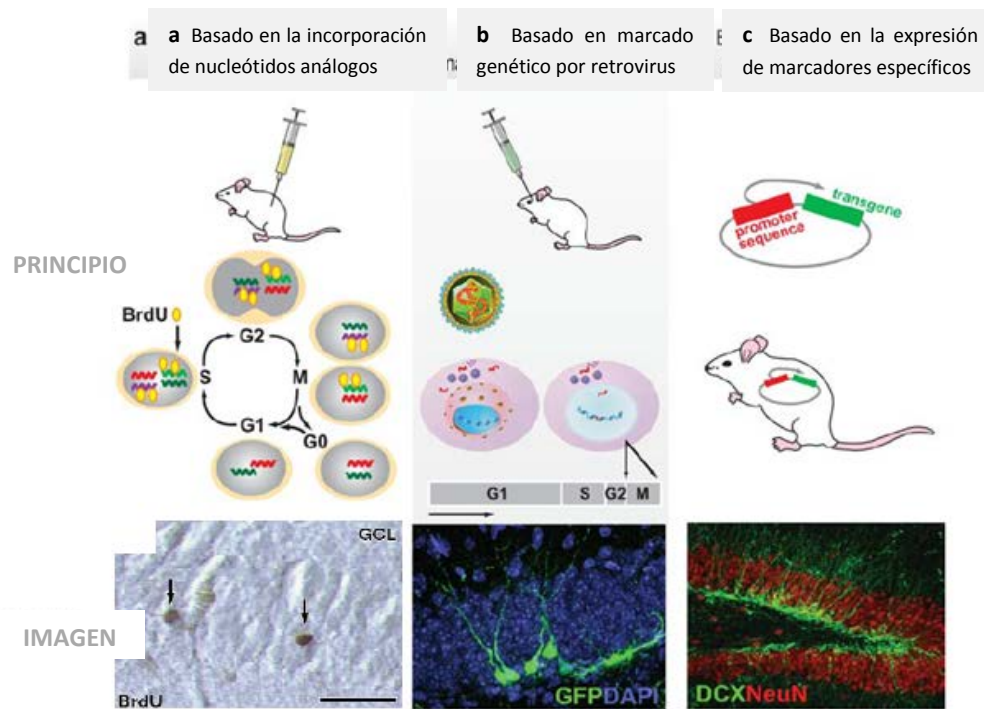 a
a Basado en la incorporación
de nucleótidos análogos
b Basado en marcado
genético por retrovirus
c Basado en la expresión
de marcadores específicos
PRINCIPIO
BrdU
G2
S
M
G1
G0
G1
S
G2
M
promoter
sequence
transgene
IMAGEN
GCL
BrdU
GFPDAPI
DCXNeuN